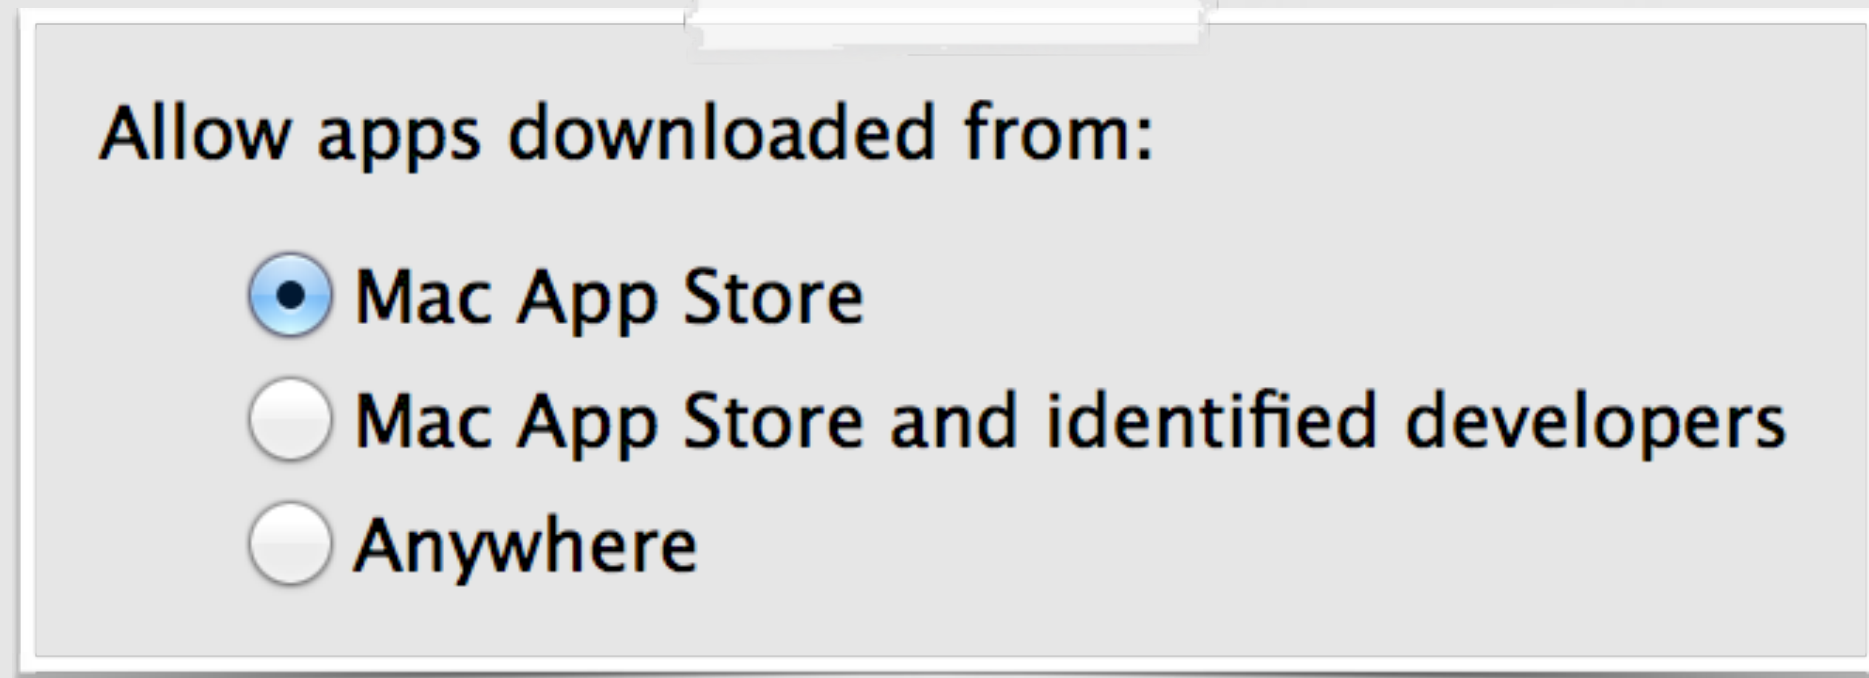 Allow apps downloaded from:
Mac App Store
Mac App Store and identified developers
Anywhere